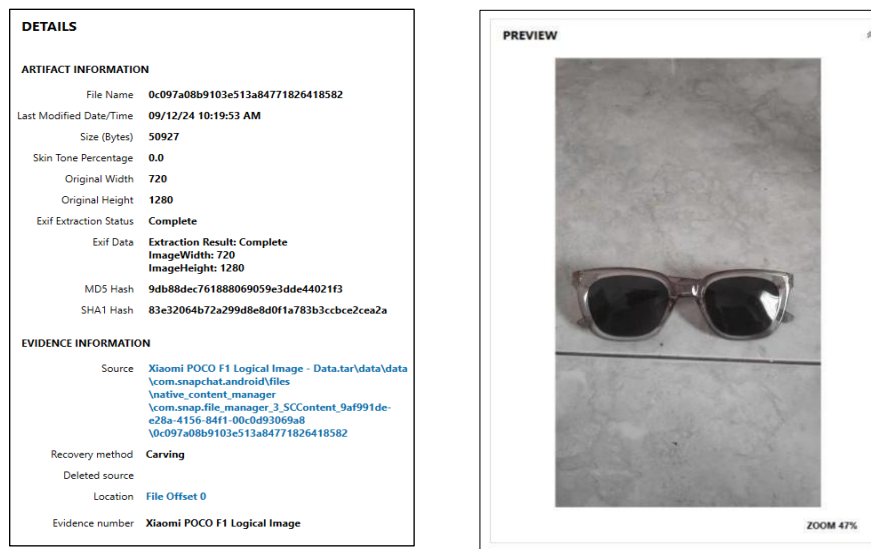 DETAILS
ARTIFACT INFORMATION
File Name 0c097a08b9103e513a84771826418582
Last Modified Date/Time 09/12/24 10:19:53 AM
Size (Bytes) 50927
Skin Tone Percentage 0.0
Original Width 720
Original Height 1280
Exif Extraction Status Complete
Exif Data Extraction Result: Complete
ImageWidth: 720
ImageHeight: 1280
MD5 Hash 9db88dec761888069059e3dde44021f3
SHA1 Hash 83e32064b72a299d8e8d0f1a783b3ccbce2cea2a
EVIDENCE INFORMATION
Source Xiaomi POCO F1 Logical Image - Data.tar\data\data
\com.snapchat.android\files
\native_content_manager
\com.snap.file_manager_3_SCContent_9af991de-
e28a-4156-84f1-00c0d93069a8
\0c097a08b9103e513a84771826418582
Recovery method Carving
Deleted source
Location File Offset 0
Evidence number Xiaomi POCO F1 Logical Image
PREVIEW
ZOOM 47%